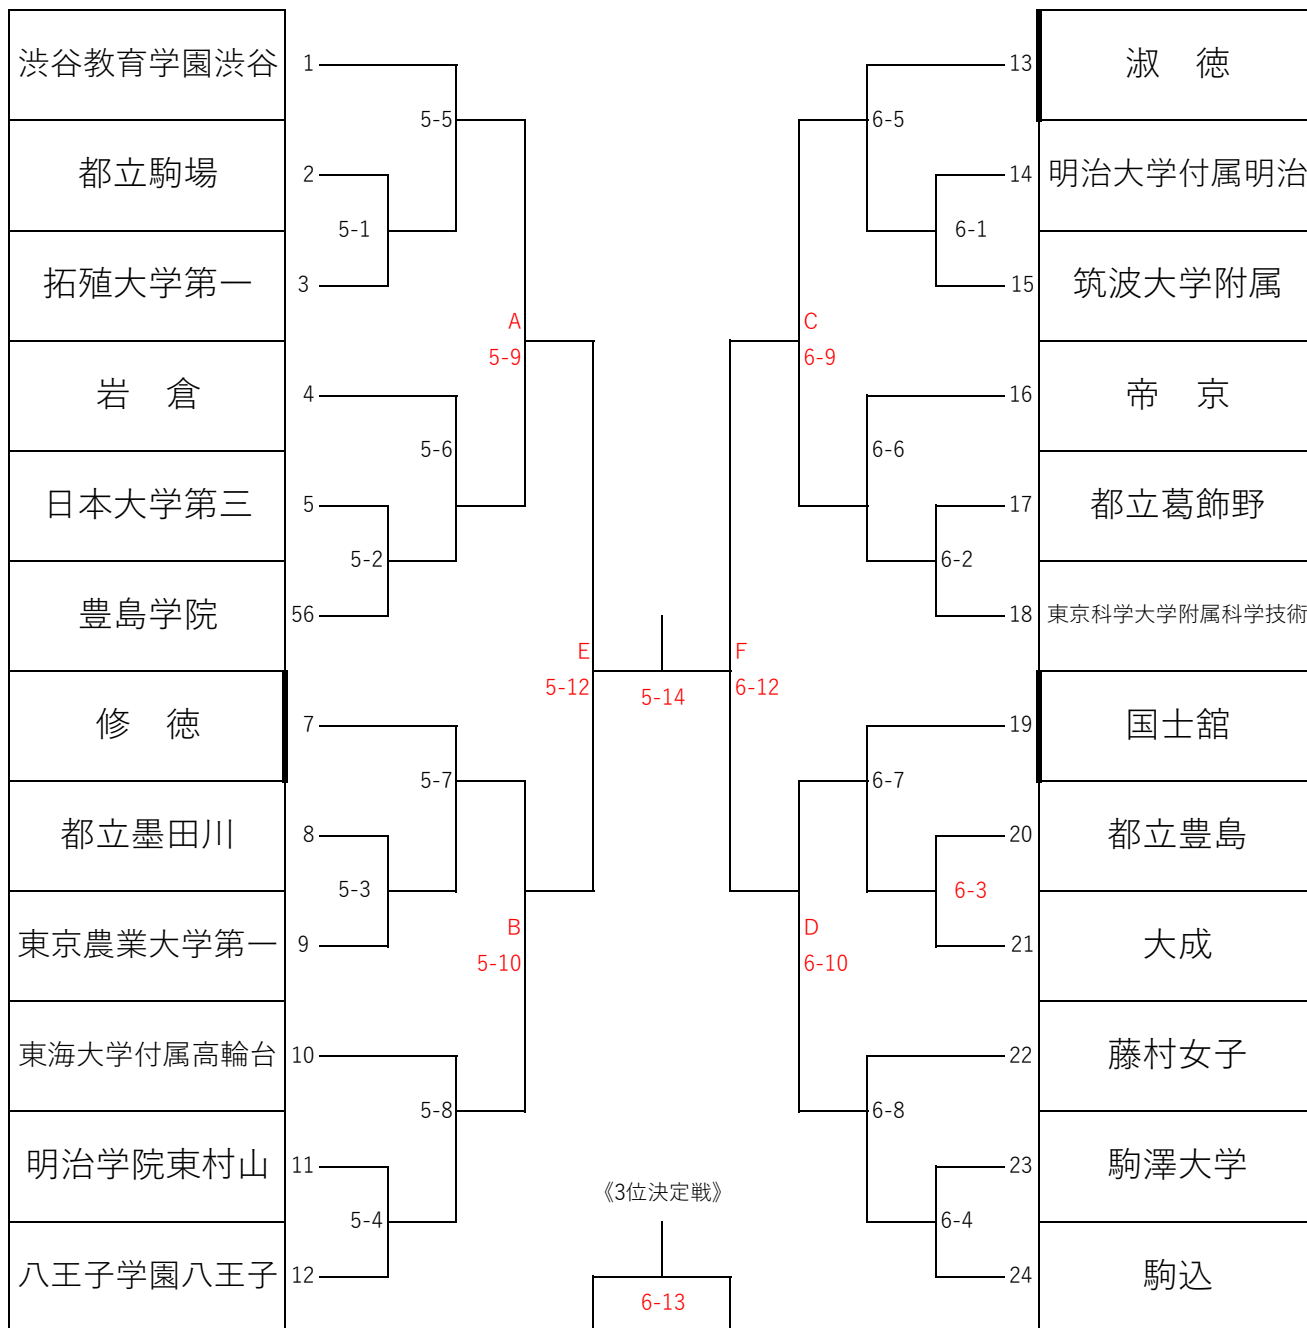 渋谷教育学園渋谷 1
都立駒場 2
拓殖大学第一 3
岩　倉 4
日本大学第三 5
豊島学院 56
修　徳 7
都立墨田川 8
東京農業大学第一 9
東海大学付属高輪台 10
明治学院東村山 11
八王子学園八王子 12
5-1
5-2
5-3
5-4
5-5
5-6
5-7
5-8
A
5-9
B
5-10
E
5-12
5-14
F
6-12
C
6-9
D
6-10
6-5
6-6
6-7
6-8
6-1
6-2
6-3
6-4
13 淑　徳
14 明治大学付属明治
15 筑波大学附属
16 帝　京
17 都立葛飾野
18 東京科学大学附属科学技術
19 国士舘
20 都立豊島
21 大成
22 藤村女子
23 駒澤大学
24 駒込
《3位決定戦》
6-13